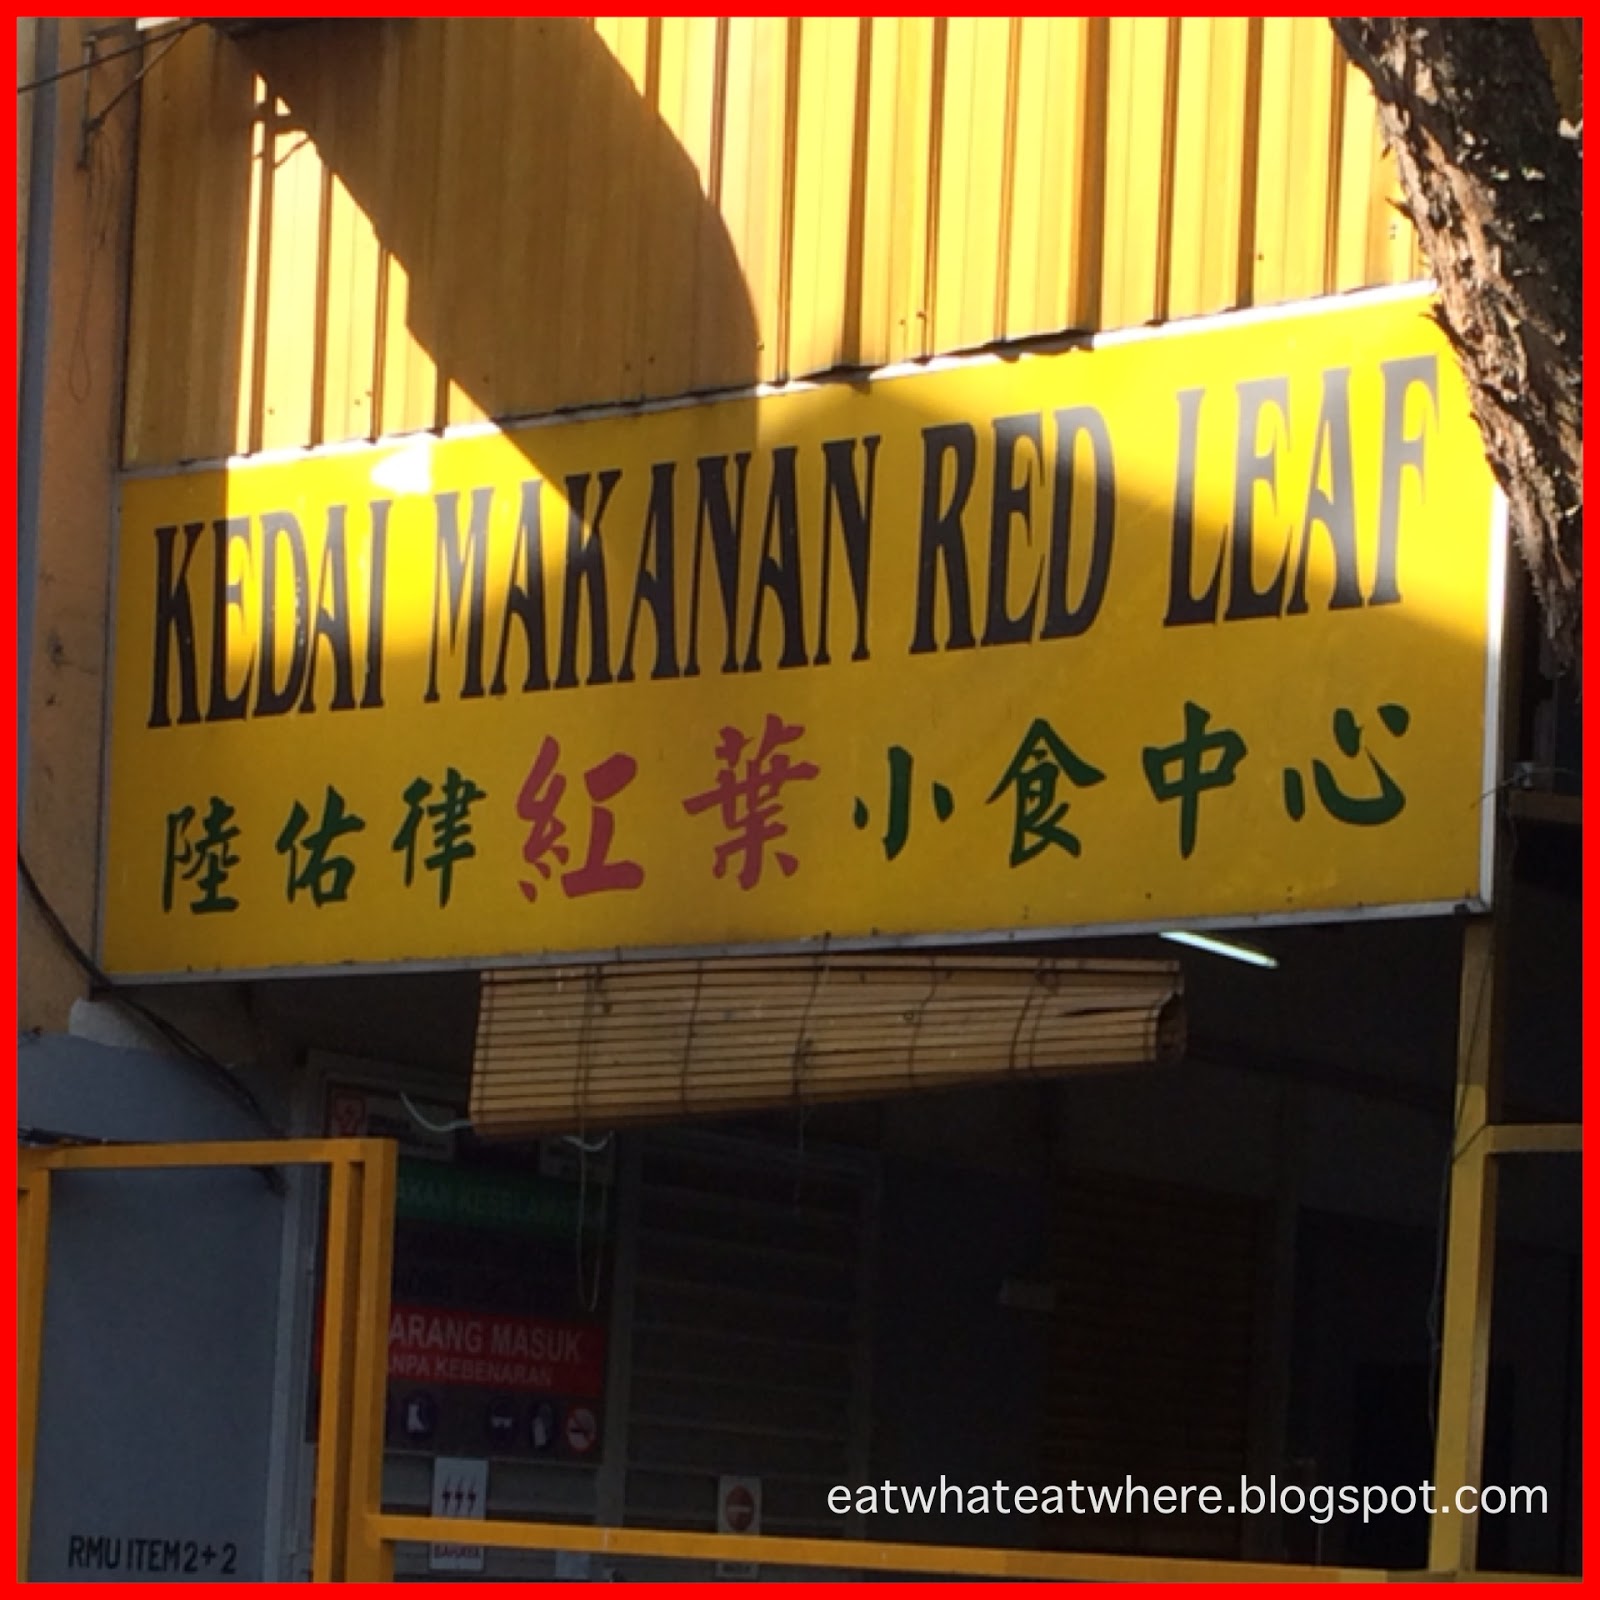 KEDAI MAKANAN RED LEAF
陸佑律紅葉小食中心
ARANG MASUK
ANPA KEBENARAN
BAHAYA
RMU ITEM 2+2
eatwhateatwhere.blogspot.com